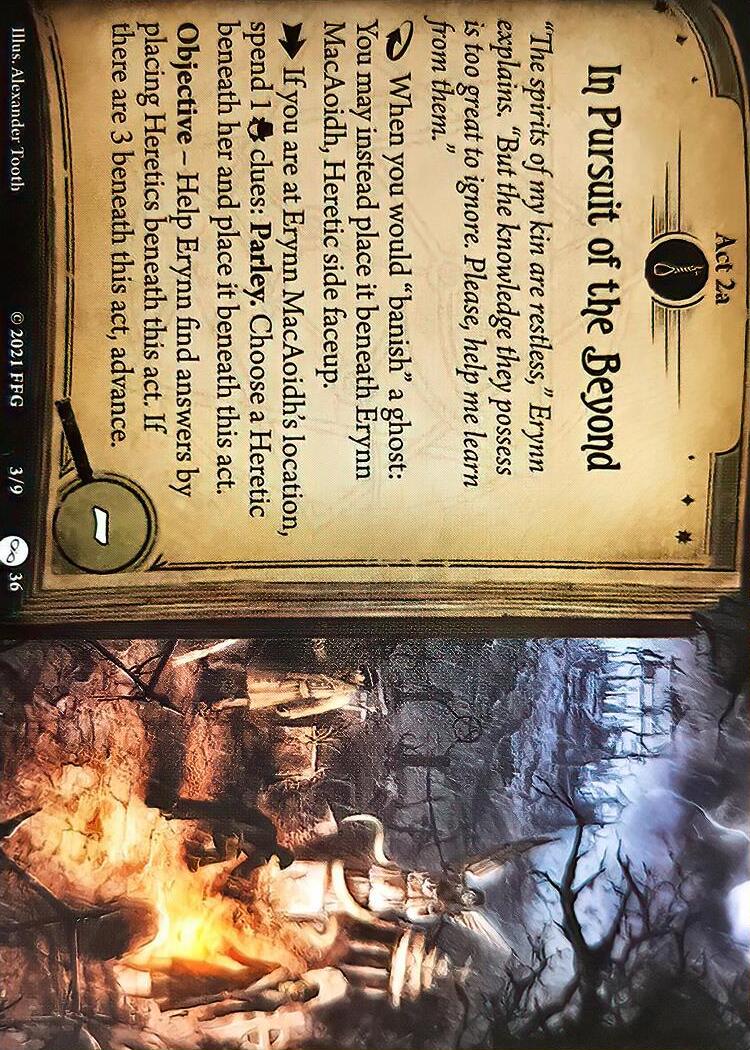 Act 2a
In Pursuit of the Beyond
“The spirits of my kin are restless,” Erynn
explains. “But the knowledge they possess
is too great to ignore. Please, help me learn
from them.”
When you would “banish” a ghost:
You may instead place it beneath Erynn
MacAoidh, Heretic side faceup.
If you are at Erynn MacAoidh’s location,
spend 1 clues: Parley. Choose a Heretic
beneath her and place it beneath this act.
Objective – Help Erynn find answers by
placing Heretics beneath this act. If
there are 3 beneath this act, advance.
–
Illus. Alexander Tooth © 2021 FFG 3/9 36